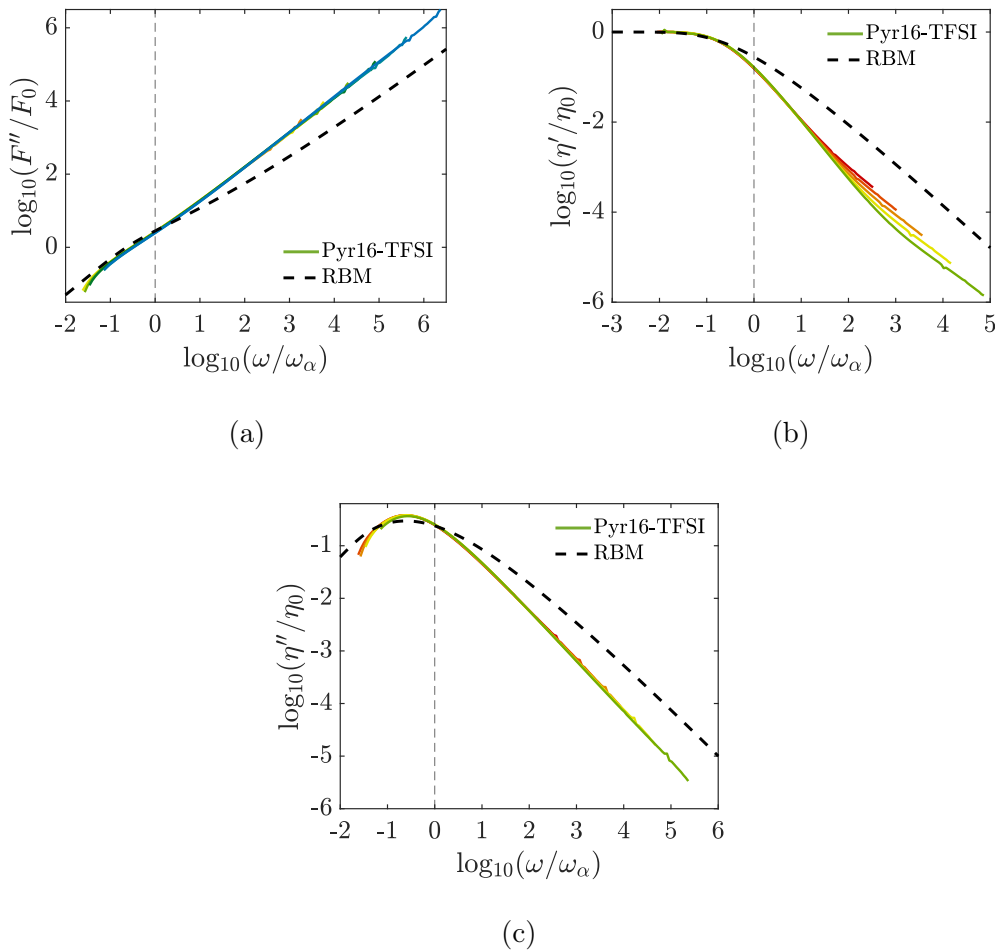 6
4
2
0
-2 -1 0 1 2 3 4 5 6
log10(F′′/F0)
log10(ω/ωα)
Pyr16-TFSI
RBM
(a)
-0
-2
-4
-6
-3 -2 -1 0 1 2 3 4 5
log10(η′/η0)
log10(ω/ωα)
Pyr16-TFSI
RBM
(b)
-1
-2
-3
-4
-5
-6
-2 -1 0 1 2 3 4 5 6
log10(η′′/η0)
log10(ω/ωα)
Pyr16-TFSI
RBM
(c)